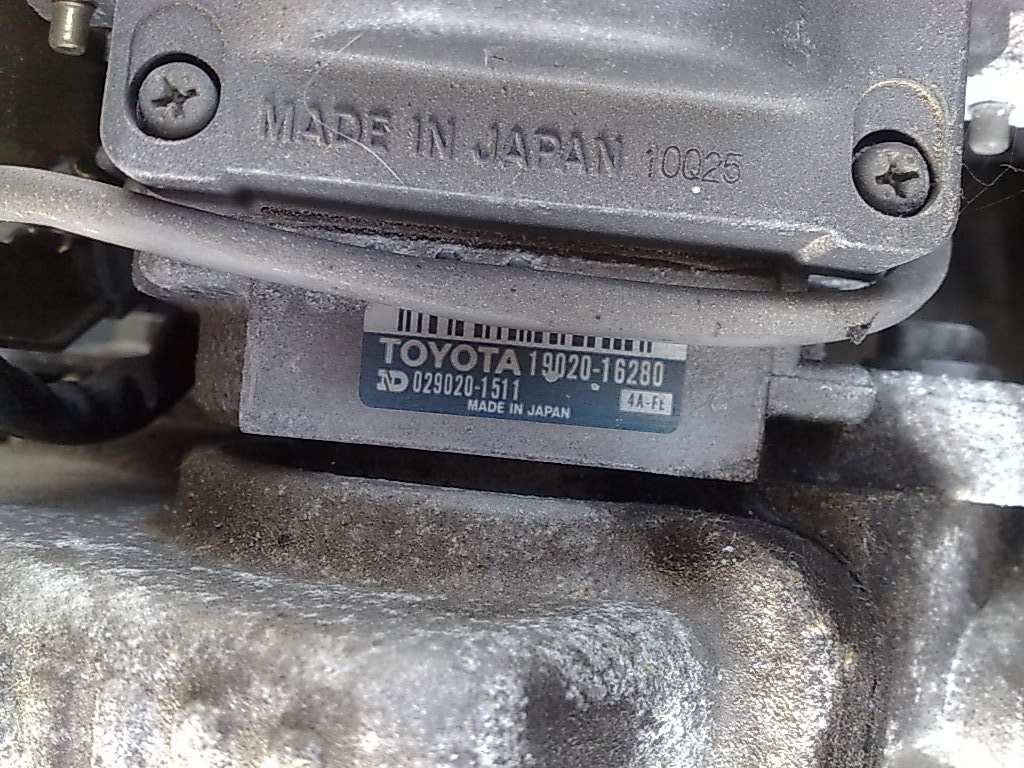 MADE IN JAPAN 10Q25
TOYOTA 19020-16280
ND 029020-1511
4A-FE
MADE IN JAPAN